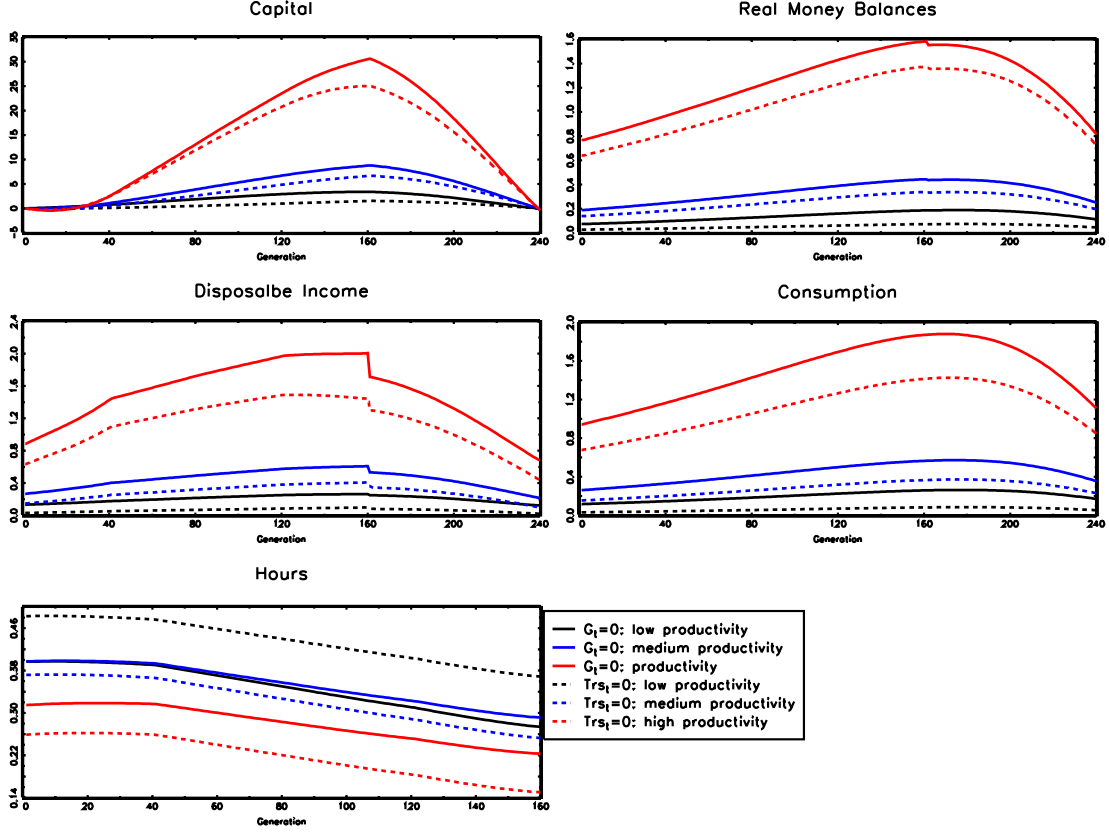 Capital
35
30
25
20
15
10
5
0
-5
0 40 80 120 160 200 240
Generation
Real Money Balances
1.6
1.4
1.2
1.0
0.8
0.6
0.4
0.2
0.0
0 40 80 120 160 200 240
Generation
Disposalbe Income
2.4
2.0
1.6
1.2
0.8
0.4
0.0
0 40 80 120 160 200 240
Generation
Consumption
2.0
1.6
1.2
0.8
0.4
0.0
0 40 80 120 160 200 240
Generation
Hours
0.46
0.38
0.30
0.22
0.14
0 20 40 60 80 100 120 140 160
Generation
Gt=0: low productivity
Gt=0: medium productivity
Gt=0: productivity
Trst=0: low productivity
Trst=0: medium productivity
Trst=0: high productivity